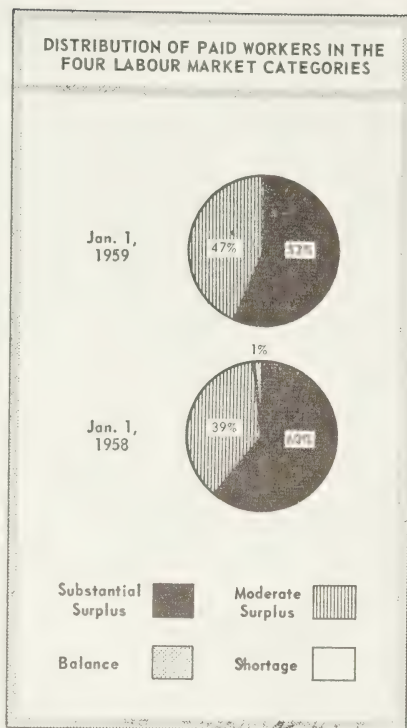 DISTRIBUTION OF PAID WORKERS IN THE
FOUR LABOUR MARKET CATEGORIES
Jan. 1,
1959
47%
1%
Jan. 1,
1958
39%
60%
Substantial
Surplus
Moderate
Surplus
Balance
Shortage